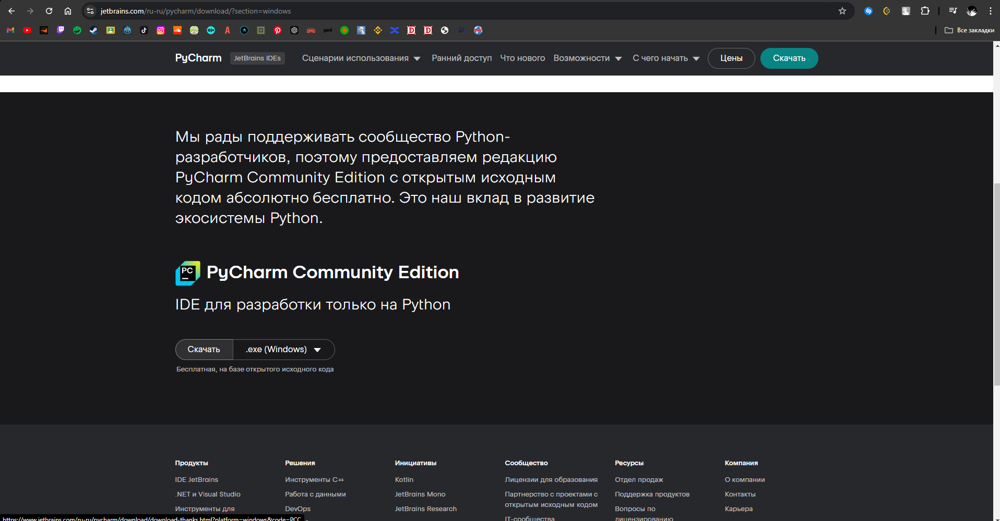 jetbrains.com/ru-ru/pycharm/download/?section=windows
Все закладки
PyCharm JetBrains IDEs Сценарии использования Ранний доступ Что нового Возможности С чего начать Цены Скачать
Мы рады поддерживать сообщество Python-
разработчиков, поэтому предоставляем редакцию
PyCharm Community Edition с открытым исходным
кодом абсолютно бесплатно. Это наш вклад в развитие
экосистемы Python.
PC PyCharm Community Edition
IDE для разработки только на Python
Скачать .exe (Windows)
Бесплатная, на базе открытого исходного кода
Продукты
IDE JetBrains
.NET и Visual Studio
Инструменты для
Решения
Инструменты C++
Работа с данными
DevOps
Инициативы
Kotlin
JetBrains Mono
JetBrains Research
Сообщество
Лицензии для образования
Партнерство с проектами с
открытым исходным кодом
IT-сообщества
Ресурсы
Отдел продаж
Поддержка продуктов
Вопросы по
лицензированию
Компания
О компании
Контакты
Карьера
https://www.jetbrains.com/ru-ru/pycharm/download/download-thanks.html?platform=windows&code=PCC